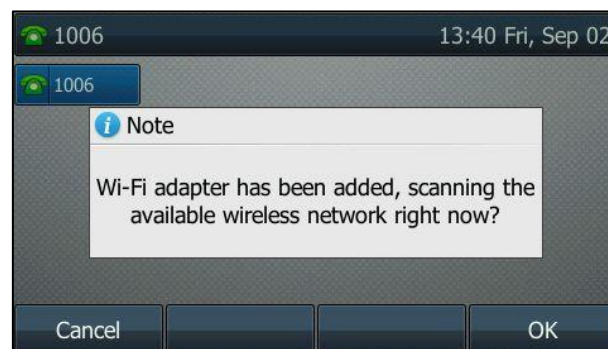 1006 13:40 Fri, Sep 02
1006
Note
Wi-Fi adapter has been added, scanning the
available wireless network right now?
Cancel OK